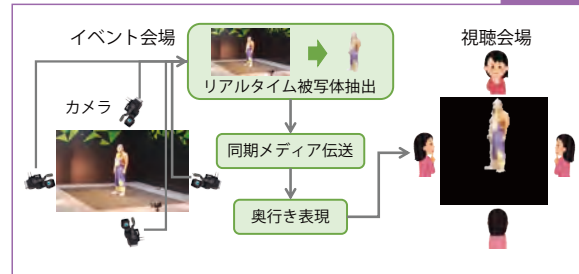 イベント会場
視聴会場
リアルタイム被写体抽出
カメラ
同期メディア伝送
奥行き表現